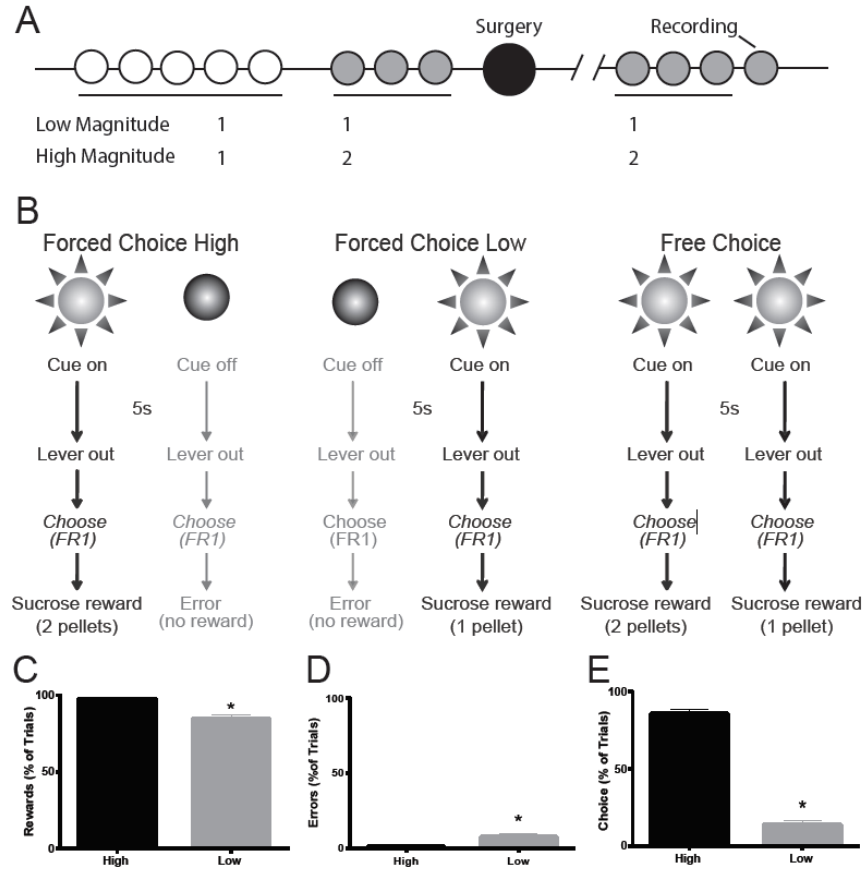 A
Surgery
Recording
Low Magnitude 1 1 1
High Magnitude 1 2 2
B
Forced Choice High
Forced Choice Low
Free Choice
Cue on
Cue off
Cue off
Cue on
Cue on
Cue on
5s
5s
5s
Lever out
Lever out
Lever out
Lever out
Lever out
Lever out
Choose
(FR1)
Choose
(FR1)
Choose
(FR1)
Choose
(FR1)
Choose
(FR1)
Choose
(FR1)
Sucrose reward
(2 pellets)
Error
(no reward)
Error
(no reward)
Sucrose reward
(1 pellet)
Sucrose reward
(2 pellets)
Sucrose reward
(1 pellet)
C
Rewards (% of Trials)
100
50
0
*
High
Low
D
Errors (%of Trials)
100
50
0
*
High
Low
E
Choice (% of Trials)
100
50
0
*
High
Low